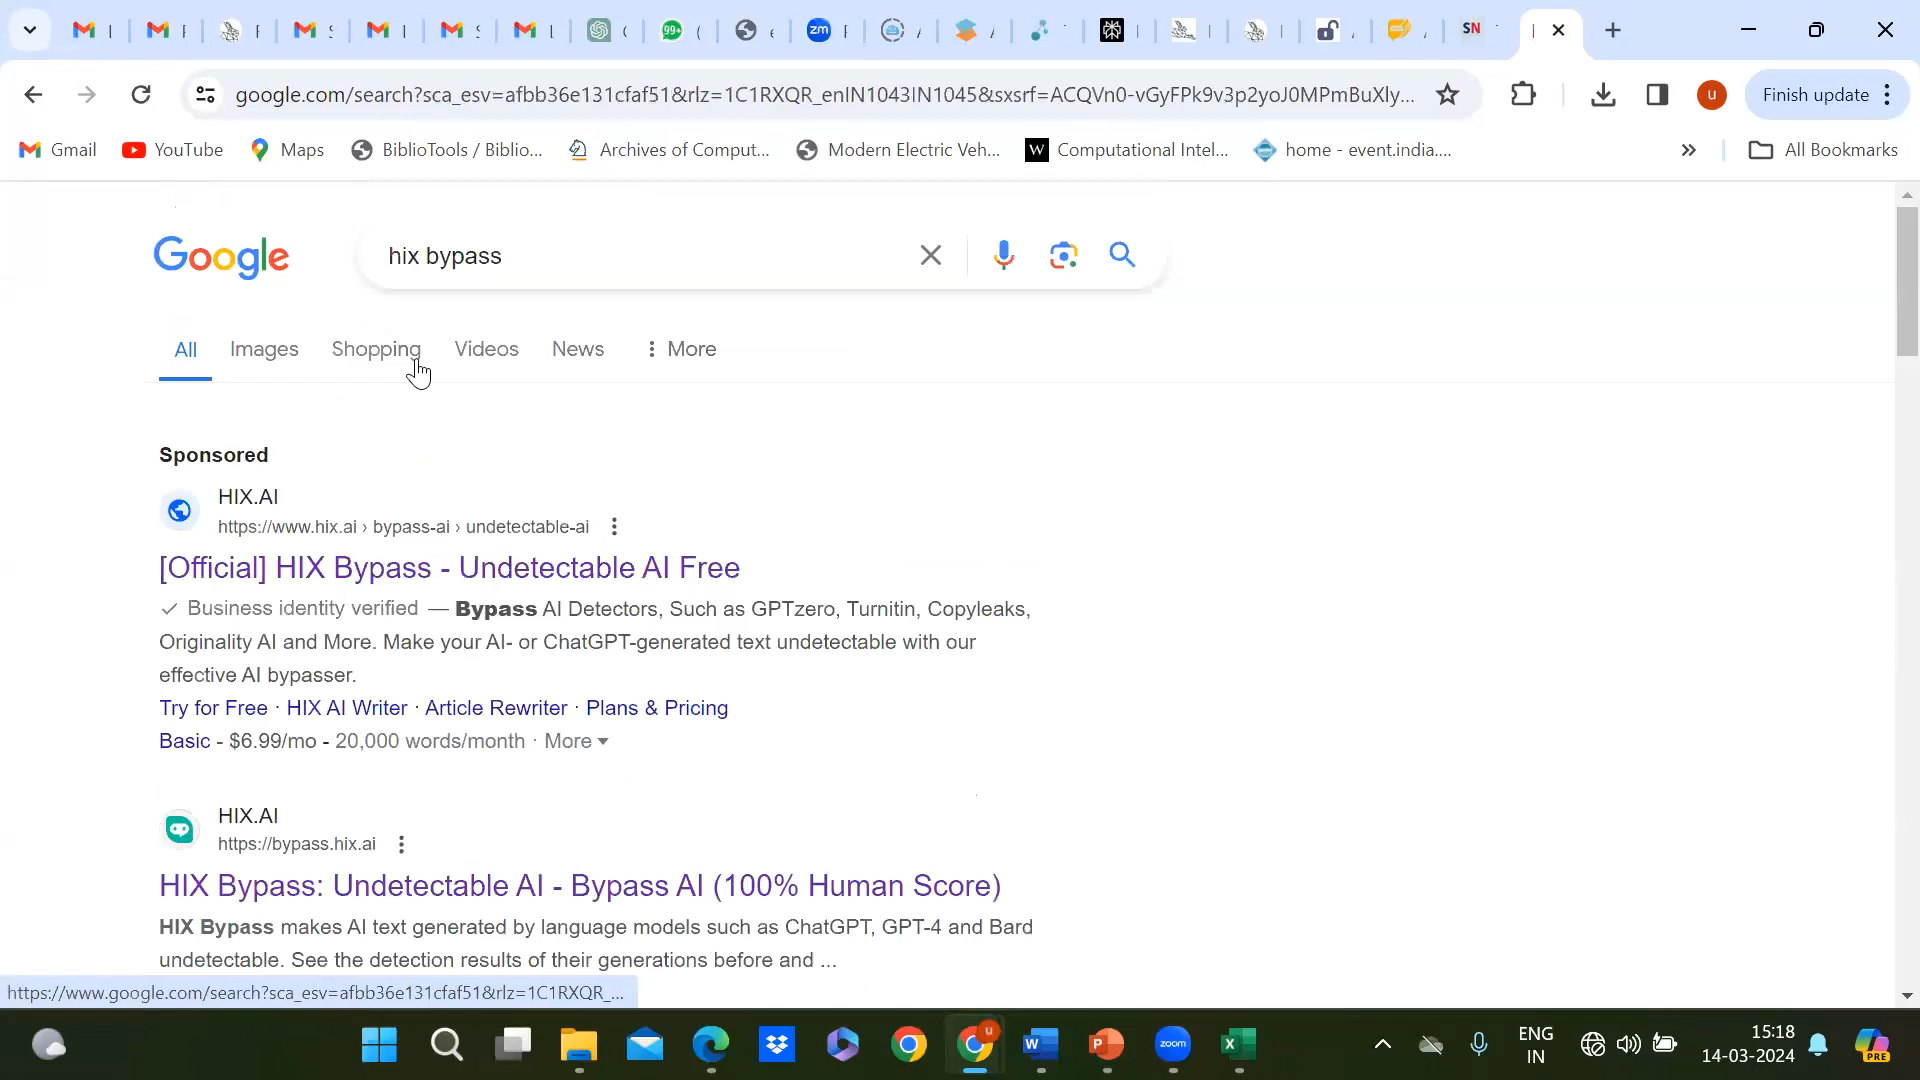 SN
zm
99+
google.com/search?sca_esv=afbb36e131cfaf51&rlz=1C1RXQR_enIN1043IN1045&sxsrf=ACQVn0-vGyFPk9v3p2yoJ0MPmBuXly...
u
Finish update
Gmail
YouTube
Maps
BiblioTools / Biblio...
Archives of Comput...
Modern Electric Veh...
W
Computational Intel...
home - event.india....
All Bookmarks
Google
hix bypass
All
Images
Shopping
Videos
News
More
Sponsored
HIX.AI
https://www.hix.ai › bypass-ai › undetectable-ai
[Official] HIX Bypass - Undetectable AI Free
Business identity verified — Bypass AI Detectors, Such as GPTzero, Turnitin, Copyleaks,
Originality AI and More. Make your AI- or ChatGPT-generated text undetectable with our
effective AI bypasser.
Try for Free · HIX AI Writer · Article Rewriter · Plans & Pricing
Basic - $6.99/mo - 20,000 words/month · More
HIX.AI
https://bypass.hix.ai
HIX Bypass: Undetectable AI - Bypass AI (100% Human Score)
HIX Bypass makes AI text generated by language models such as ChatGPT, GPT-4 and Bard
undetectable. See the detection results of their generations before and ...
https://www.google.com/search?sca_esv=afbb36e131cfaf51&rlz=1C1RXQR_...
u
W
P
zoom
X
ENG
IN
15:18
14-03-2024
PRE